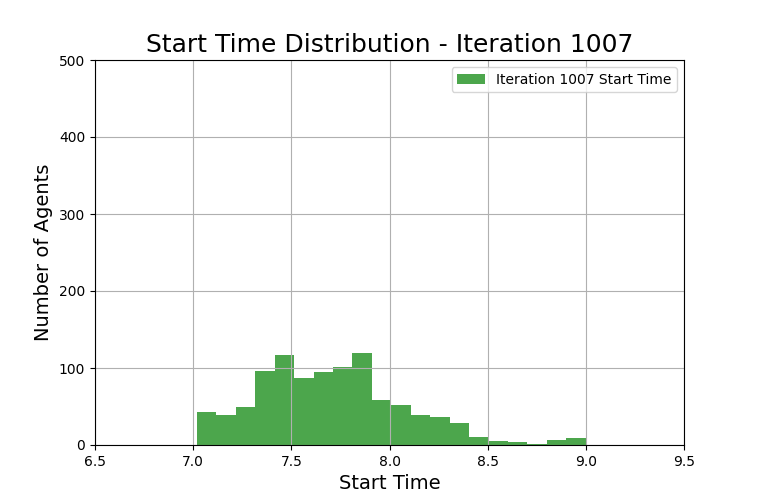 Start Time Distribution - Iteration 1007
Iteration 1007 Start Time
Number of Agents
500
400
300
200
100
0
6.5 7.0 7.5 8.0 8.5 9.0 9.5
Start Time